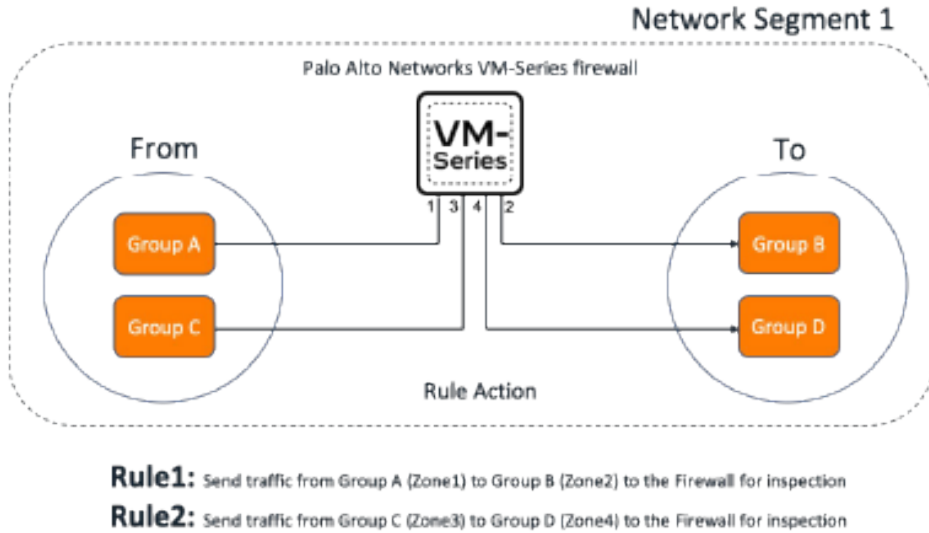 Network Segment 1
Palo Alto Networks VM-Series firewall
VM-
Series
From
To
1 3 4 2
Group A
Group B
Group C
Group D
Rule Action
Rule1: Send traffic from Group A (Zone1) to Group B (Zone2) to the Firewall for inspection
Rule2: Send traffic from Group C (Zone3) to Group D (Zone4) to the Firewall for inspection